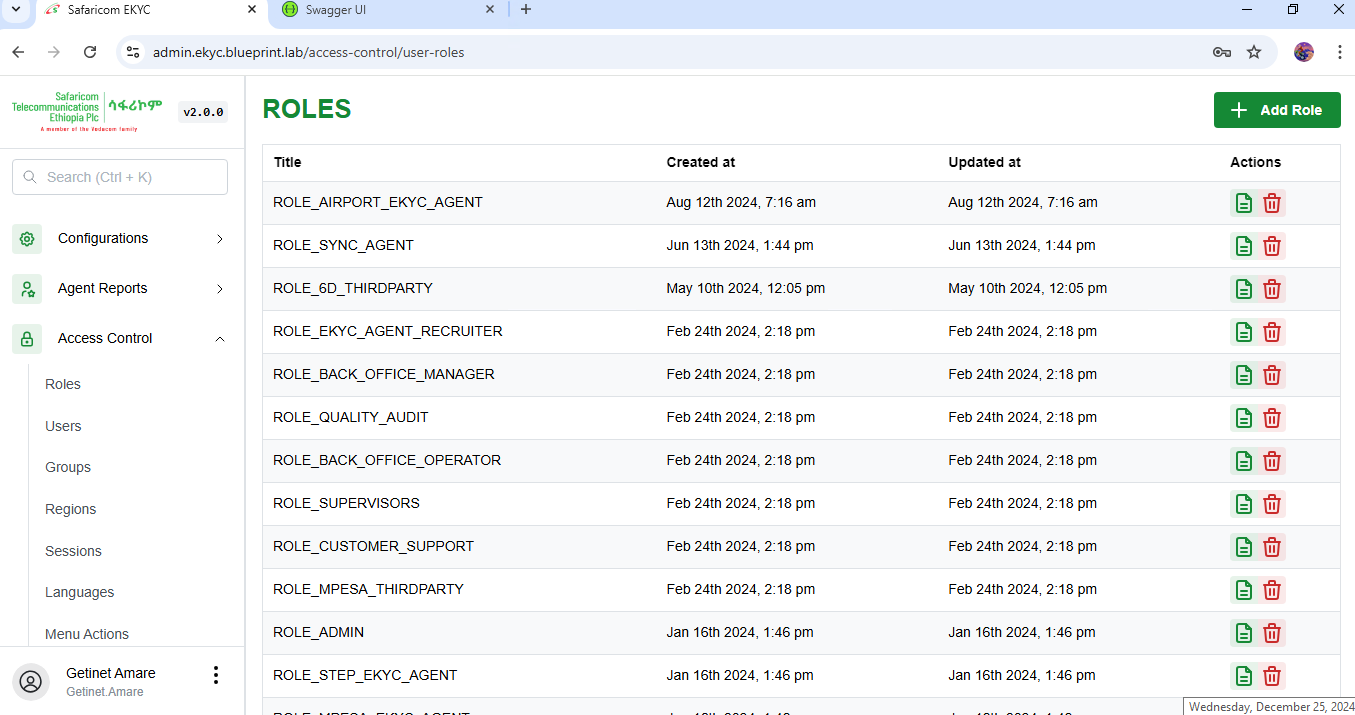 Safaricom EKYC
Swagger UI
admin.ekyc.blueprint.lab/access-control/user-roles
Safaricom
Telecommunications
Ethiopia Plc
ሳፋሪኮም
A member of the Vodacom family
v2.0.0
Search (Ctrl + K)
Configurations
Agent Reports
Access Control
Roles
Users
Groups
Regions
Sessions
Languages
Menu Actions
Getinet Amare
Getinet.Amare
ROLES
Add Role
Title Created at Updated at Actions
ROLE_AIRPORT_EKYC_AGENT Aug 12th 2024, 7:16 am Aug 12th 2024, 7:16 am
ROLE_SYNC_AGENT Jun 13th 2024, 1:44 pm Jun 13th 2024, 1:44 pm
ROLE_6D_THIRDPARTY May 10th 2024, 12:05 pm May 10th 2024, 12:05 pm
ROLE_EKYC_AGENT_RECRUITER Feb 24th 2024, 2:18 pm Feb 24th 2024, 2:18 pm
ROLE_BACK_OFFICE_MANAGER Feb 24th 2024, 2:18 pm Feb 24th 2024, 2:18 pm
ROLE_QUALITY_AUDIT Feb 24th 2024, 2:18 pm Feb 24th 2024, 2:18 pm
ROLE_BACK_OFFICE_OPERATOR Feb 24th 2024, 2:18 pm Feb 24th 2024, 2:18 pm
ROLE_SUPERVISORS Feb 24th 2024, 2:18 pm Feb 24th 2024, 2:18 pm
ROLE_CUSTOMER_SUPPORT Feb 24th 2024, 2:18 pm Feb 24th 2024, 2:18 pm
ROLE_MPESA_THIRDPARTY Feb 24th 2024, 2:18 pm Feb 24th 2024, 2:18 pm
ROLE_ADMIN Jan 16th 2024, 1:46 pm Jan 16th 2024, 1:46 pm
ROLE_STEP_EKYC_AGENT Jan 16th 2024, 1:46 pm Jan 16th 2024, 1:46 pm
Wednesday, December 25, 2024